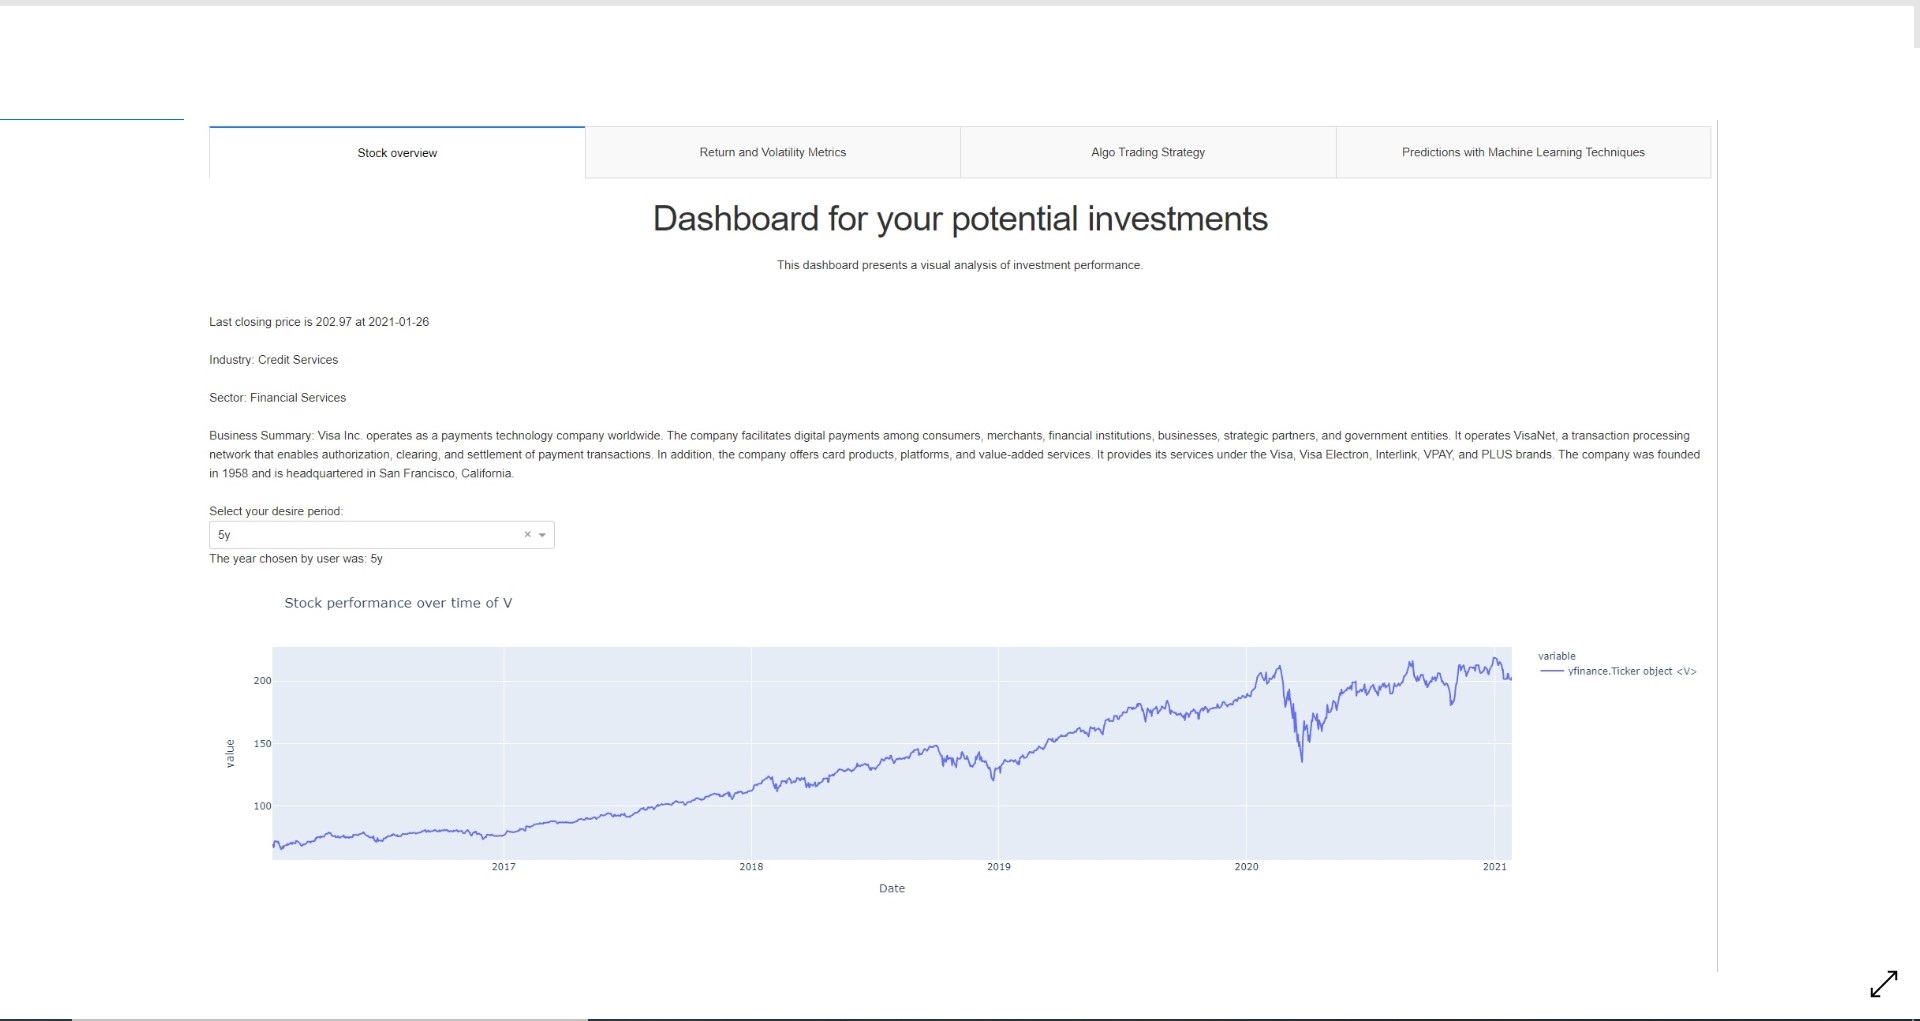 Stock overview
Return and Volatility Metrics
Algo Trading Strategy
Predictions with Machine Learning Techniques
Dashboard for your potential investments
This dashboard presents a visual analysis of investment performance.
Last closing price is 202.97 at 2021-01-26
Industry: Credit Services
Sector: Financial Services
Business Summary: Visa Inc. operates as a payments technology company worldwide. The company facilitates digital payments among consumers, merchants, financial institutions, businesses, strategic partners, and government entities. It operates VisaNet, a transaction processing
network that enables authorization, clearing, and settlement of payment transactions. In addition, the company offers card products, platforms, and value-added services. It provides its services under the Visa, Visa Electron, Interlink, VPAY, and PLUS brands. The company was founded
in 1958 and is headquartered in San Francisco, California.
Select your desire period:
5y
The year chosen by user was: 5y
Stock performance over time of V
variable
yfinance.Ticker object <V>
200
150
100
value
2017
2018
2019
2020
2021
Date